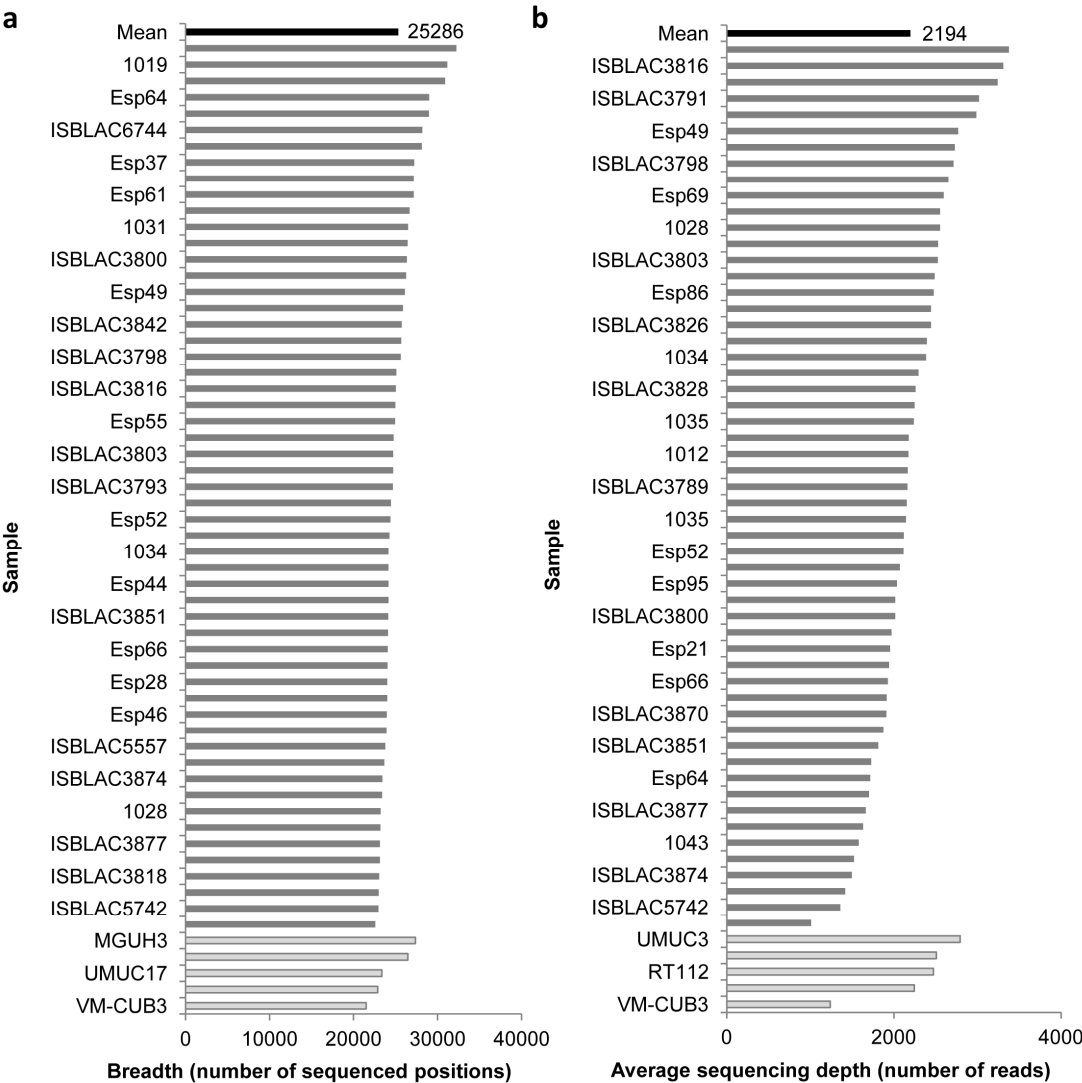 a
Mean
25286
1019
Esp64
ISBLAC6744
Esp37
Esp61
1031
ISBLAC3800
Esp49
ISBLAC3842
ISBLAC3798
ISBLAC3816
Esp55
ISBLAC3803
ISBLAC3793
Esp52
1034
Esp44
ISBLAC3851
Esp66
Esp28
Esp46
ISBLAC5557
ISBLAC3874
1028
ISBLAC3877
ISBLAC3818
ISBLAC5742
MGUH3
UMUC17
VM-CUB3
Sample
0 10000 20000 30000 40000
Breadth (number of sequenced positions)
b
Mean
2194
ISBLAC3816
ISBLAC3791
Esp49
ISBLAC3798
Esp69
1028
ISBLAC3803
Esp86
ISBLAC3826
1034
ISBLAC3828
1035
1012
ISBLAC3789
1035
Esp52
Esp95
ISBLAC3800
Esp21
Esp66
ISBLAC3870
ISBLAC3851
Esp64
ISBLAC3877
1043
ISBLAC3874
ISBLAC5742
UMUC3
RT112
VM-CUB3
Sample
0 2000 4000
Average sequencing depth (number of reads)